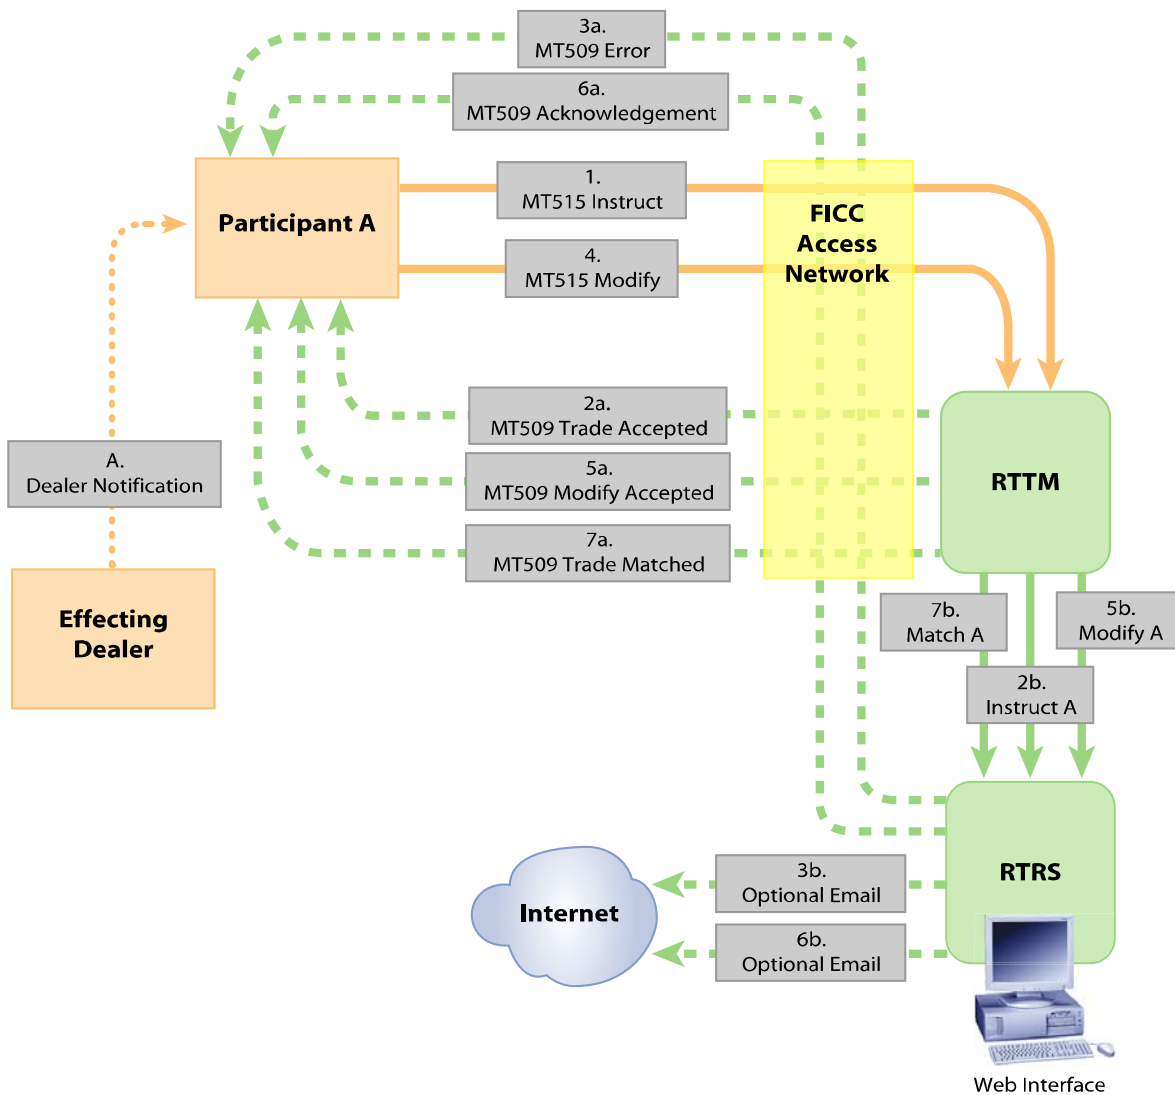 3a.
MT509 Error
6a.
MT509 Acknowledgement
1.
MT515 Instruct
Participant A
FICC
Access
Network
4.
MT515 Modify
2a.
MT509 Trade Accepted
A.
Dealer Notification
5a.
MT509 Modify Accepted
RTTM
7a.
MT509 Trade Matched
Effecting
Dealer
7b.
Match A
5b.
Modify A
2b.
Instruct A
3b.
Optional Email
RTRS
Internet
6b.
Optional Email
Web Interface